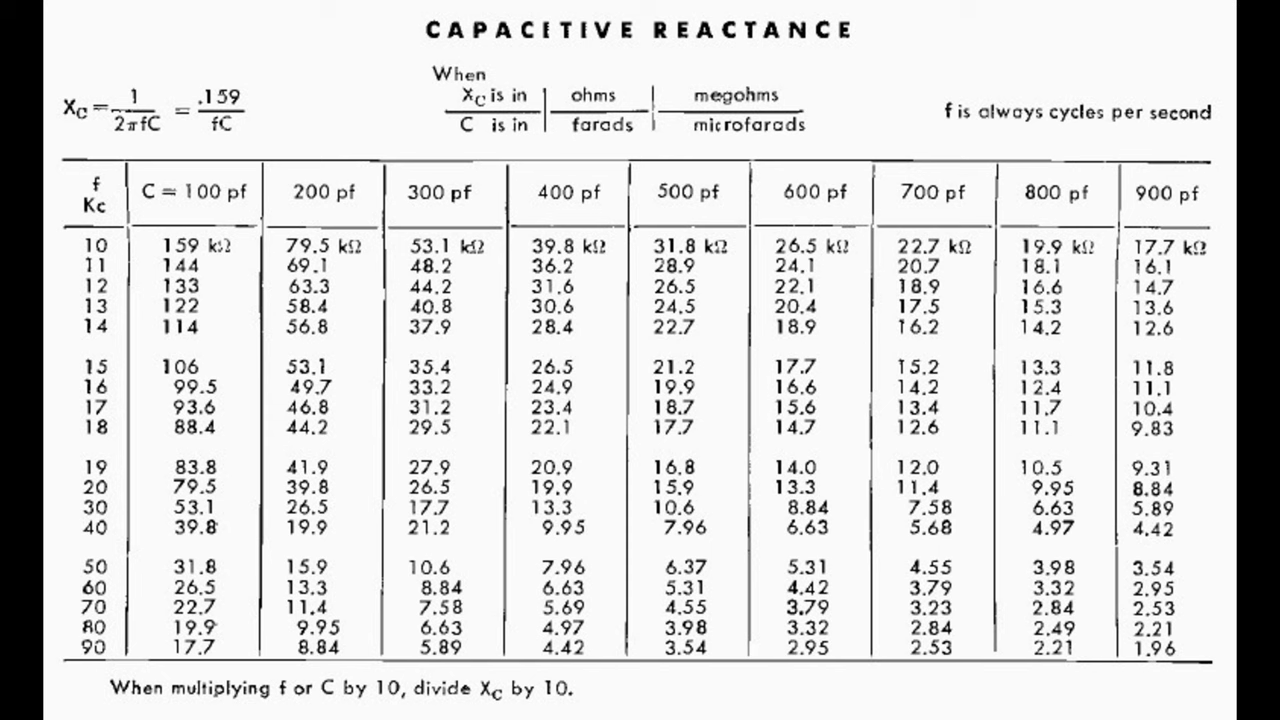 CAPACITIVE REACTANCE
When
X_C = 1/2πfC = .159/fC
X_C is in | ohms | megohms
C is in | farads | microfarads
f is always cycles per second
f Kc | C = 100 pf | 200 pf | 300 pf | 400 pf | 500 pf | 600 pf | 700 pf | 800 pf | 900 pf
10 | 159 kΩ | 79.5 kΩ | 53.1 kΩ | 39.8 kΩ | 31.8 kΩ | 26.5 kΩ | 22.7 kΩ | 19.9 kΩ | 17.7 kΩ
11 | 144 | 69.1 | 48.2 | 36.2 | 28.9 | 24.1 | 20.7 | 18.1 | 16.1
12 | 133 | 63.3 | 44.2 | 31.6 | 26.5 | 22.1 | 18.9 | 16.6 | 14.7
13 | 122 | 58.4 | 40.8 | 30.6 | 24.5 | 20.4 | 17.5 | 15.3 | 13.6
14 | 114 | 56.8 | 37.9 | 28.4 | 22.7 | 18.9 | 16.2 | 14.2 | 12.6
15 | 106 | 53.1 | 35.4 | 26.5 | 21.2 | 17.7 | 15.2 | 13.3 | 11.8
16 | 99.5 | 49.7 | 33.2 | 24.9 | 19.9 | 16.6 | 14.2 | 12.4 | 11.1
17 | 93.6 | 46.8 | 31.2 | 23.4 | 18.7 | 15.6 | 13.4 | 11.7 | 10.4
18 | 88.4 | 44.2 | 29.5 | 22.1 | 17.7 | 14.7 | 12.6 | 11.1 | 9.83
19 | 83.8 | 41.9 | 27.9 | 20.9 | 16.8 | 14.0 | 12.0 | 10.5 | 9.31
20 | 79.5 | 39.8 | 26.5 | 19.9 | 15.9 | 13.3 | 11.4 | 9.95 | 8.84
30 | 53.1 | 26.5 | 17.7 | 13.3 | 10.6 | 8.84 | 7.58 | 6.63 | 5.89
40 | 39.8 | 19.9 | 21.2 | 9.95 | 7.96 | 6.63 | 5.68 | 4.97 | 4.42
50 | 31.8 | 15.9 | 10.6 | 7.96 | 6.37 | 5.31 | 4.55 | 3.98 | 3.54
60 | 26.5 | 13.3 | 8.84 | 6.63 | 5.31 | 4.42 | 3.79 | 3.32 | 2.95
70 | 22.7 | 11.4 | 7.58 | 5.69 | 4.55 | 3.79 | 3.23 | 2.84 | 2.53
80 | 19.9 | 9.95 | 6.63 | 4.97 | 3.98 | 3.32 | 2.84 | 2.49 | 2.21
90 | 17.7 | 8.84 | 5.89 | 4.42 | 3.54 | 2.95 | 2.53 | 2.21 | 1.96
When multiplying f or C by 10, divide X_C by 10.